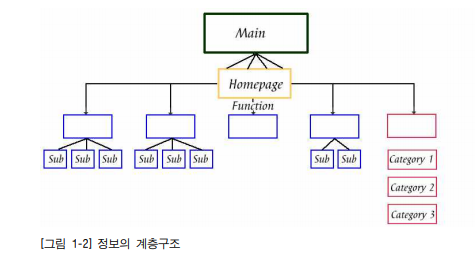 Main
Homepage
Function
Sub Sub Sub Sub Sub Sub Sub Sub Category 1
Category 2
Category 3
[그림 1-2] 정보의 계층구조